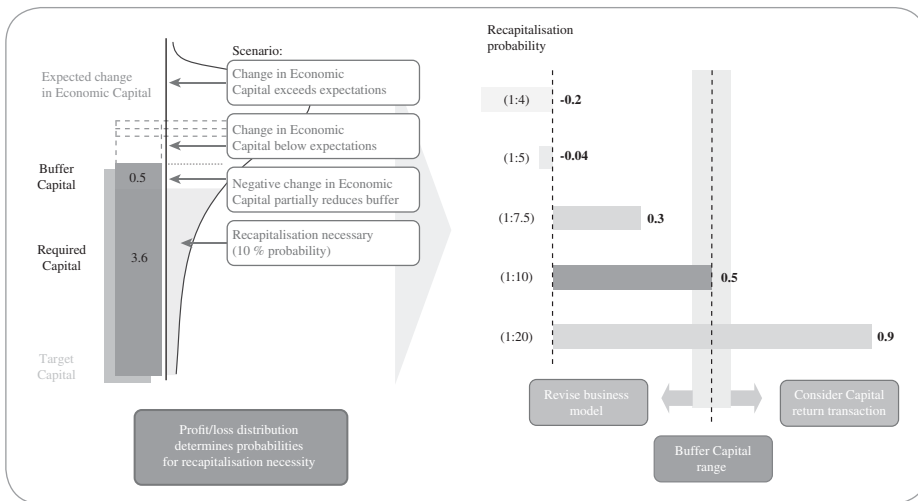 Scenario:
Expected change
in Economic Capital
Change in Economic
Capital exceeds expectations
Change in Economic
Capital below expectations
Buffer
Capital
0.5
Negative change in Economic
Capital partially reduces buffer
Required
Capital
3.6
Recapitalisation necessary
(10 % probability)
Target
Capital
Profit/loss distribution
determines probabilities
for recapitalisation necessity
Recapitalisation
probability
(1:4)
-0.2
(1:5)
-0.04
(1:7.5)
0.3
(1:10)
0.5
(1:20)
0.9
Revise business
model
Consider Capital
return transaction
Buffer Capital
range